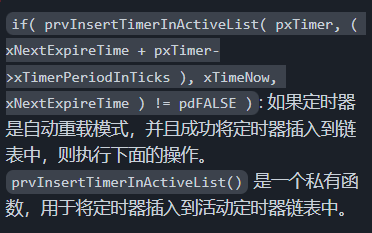 if( prvInsertTimerInActiveList( pxTimer, (
xNextExpireTime + pxTimer-
>xTimerPeriodInTicks ), xTimeNow,
xNextExpireTime ) != pdFALSE ): 如果定时器
是自动重载模式，并且成功将定时器插入到链
表中，则执行下面的操作。
prvInsertTimerInActiveList() 是一个私有函
数，用于将定时器插入到活动定时器链表中。